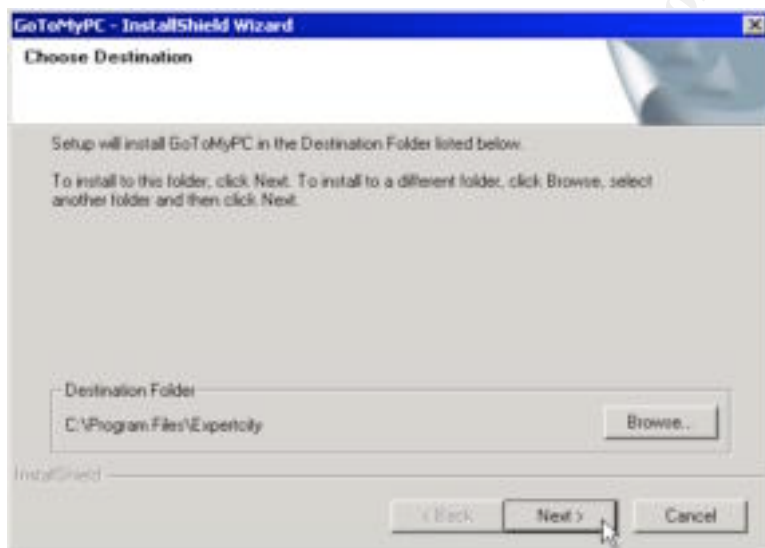 GoToMyPC - InstallShield Wizard
Choose Destination
Setup will install GoToMyPC in the Destination Folder listed below.
To install to this folder, click Next. To install to a different folder, click Browse, select
another folder and then click Next.
Destination Folder
C:\Program Files\Expertcity
Browse...
InstallShield
< Back
Next >
Cancel